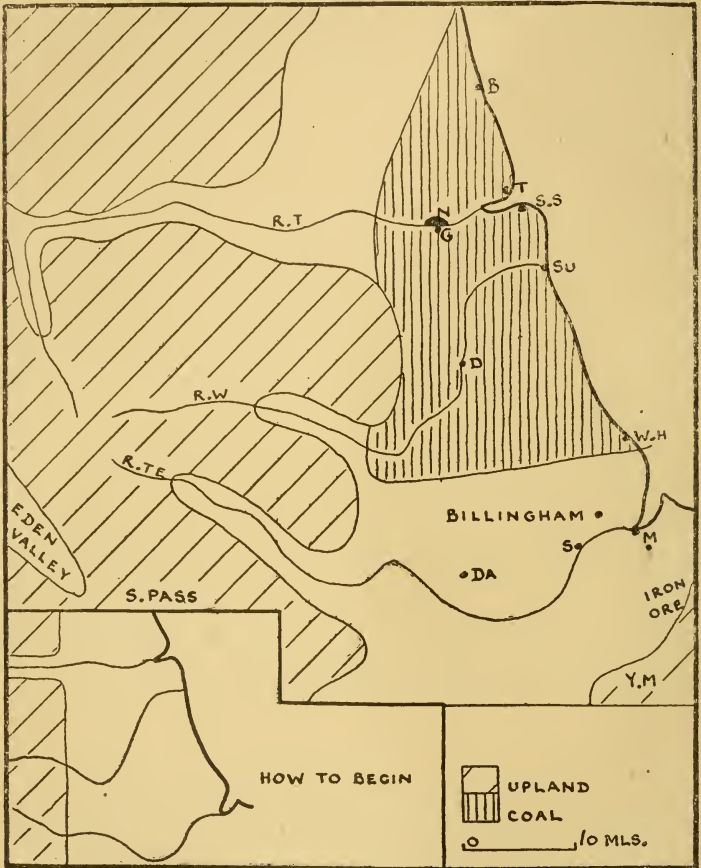 B
T
S.S
N
R.T
G
SU
D
R.W
W.H
R.TE
EDEN
VALLEY
BILLINGHAM
S
M
DA
IRON
ORE
S.PASS
Y.M
HOW TO BEGIN
UPLAND
COAL
0 10 MLS.